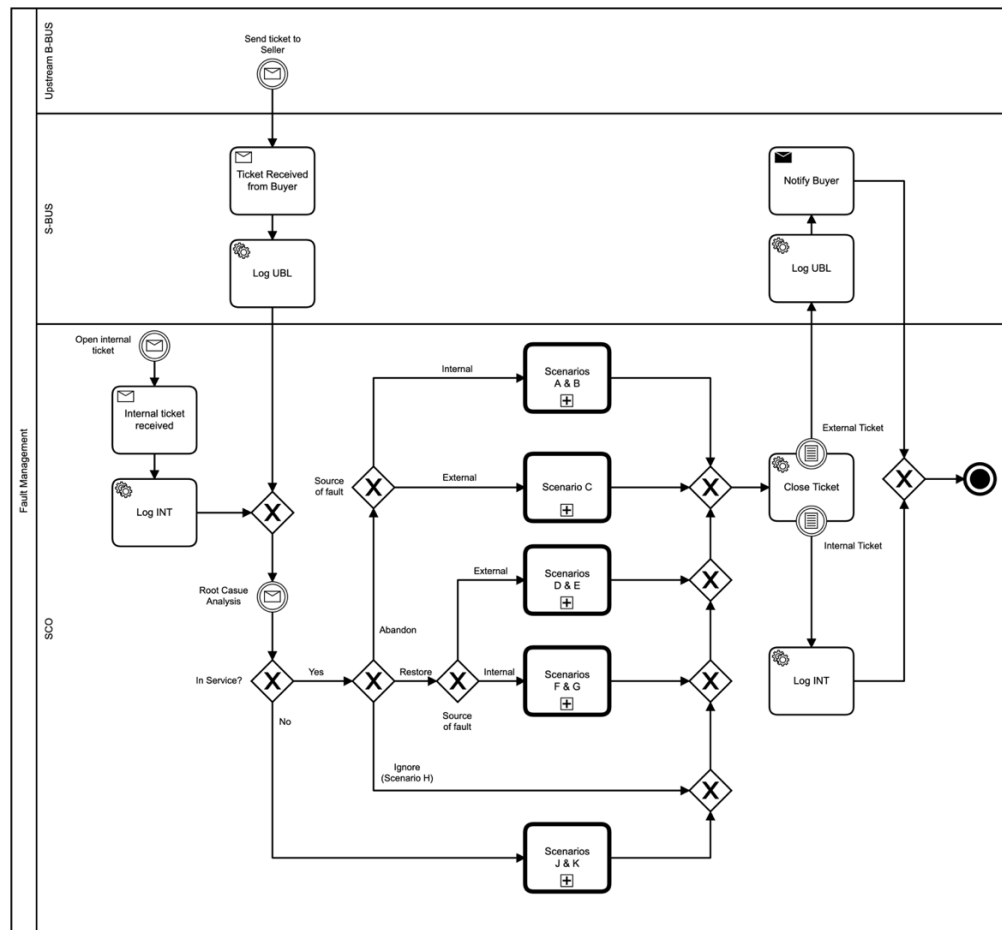 Fault Management
Upstream B-BUS
Send ticket to
Seller
S-BUS
Ticket Received
from Buyer
Log UBL
Notify Buyer
Log UBL
SCO
Open internal
ticket
Internal ticket
received
Log INT
Root Casue
Analysis
In Service?
Yes
No
Abandon
Restore
Ignore
(Scenario H)
Source
of fault
Internal
External
Source
of fault
External
Internal
Scenarios
A & B
Scenario C
Scenarios
D & E
Scenarios
F & G
Scenarios
J & K
External Ticket
Close Ticket
Internal Ticket
Log INT